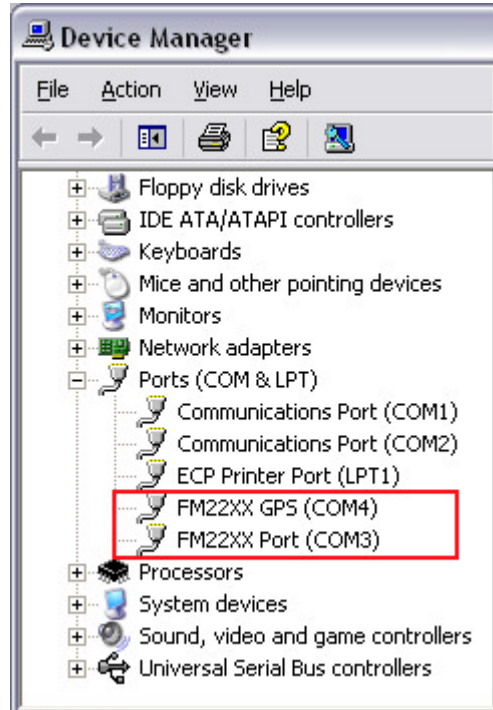 Device Manager
File Action View Help
Floppy disk drives
IDE ATA/ATAPI controllers
Keyboards
Mice and other pointing devices
Monitors
Network adapters
Ports (COM & LPT)
Communications Port (COM1)
Communications Port (COM2)
ECP Printer Port (LPT1)
FM22XX GPS (COM4)
FM22XX Port (COM3)
Processors
System devices
Sound, video and game controllers
Universal Serial Bus controllers